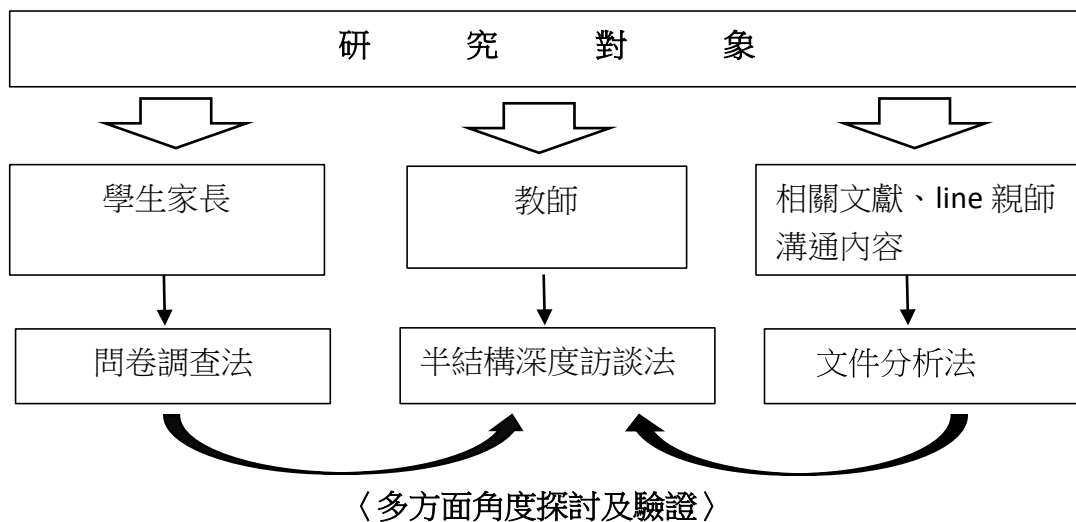 研究對象
學生家長
教師
相關文獻、line 親師
溝通內容
問卷調查法
半結構深度訪談法
文件分析法
〈多方面角度探討及驗證〉